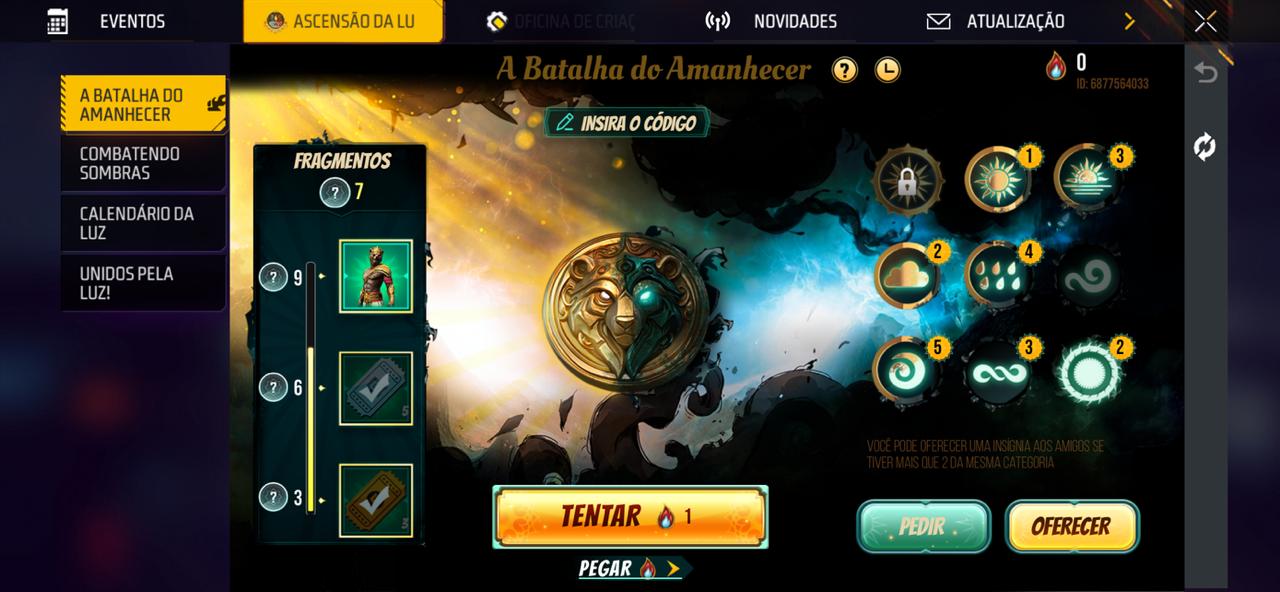 EVENTOS
ASCENSÃO DA LU
OFICINA DE CRIAÇ
NOVIDADES
ATUALIZAÇÃO
A Batalha do Amanhecer
?
0
ID: 6877564033
A BATALHA DO
AMANHECER
COMBATENDO
SOMBRAS
CALENDÁRIO DA
LUZ
UNIDOS PELA
LUZ!
INSIRA O CÓDIGO
FRAGMENTOS
? 7
? 9
? 6
5
? 3
3
1
3
2
4
5
3
2
VOCÊ PODE OFERECER UMA INSÍGNIA AOS AMIGOS SE
TIVER MAIS QUE 2 DA MESMA CATEGORIA
TENTAR 1
PEGAR
PEDIR
OFERECER